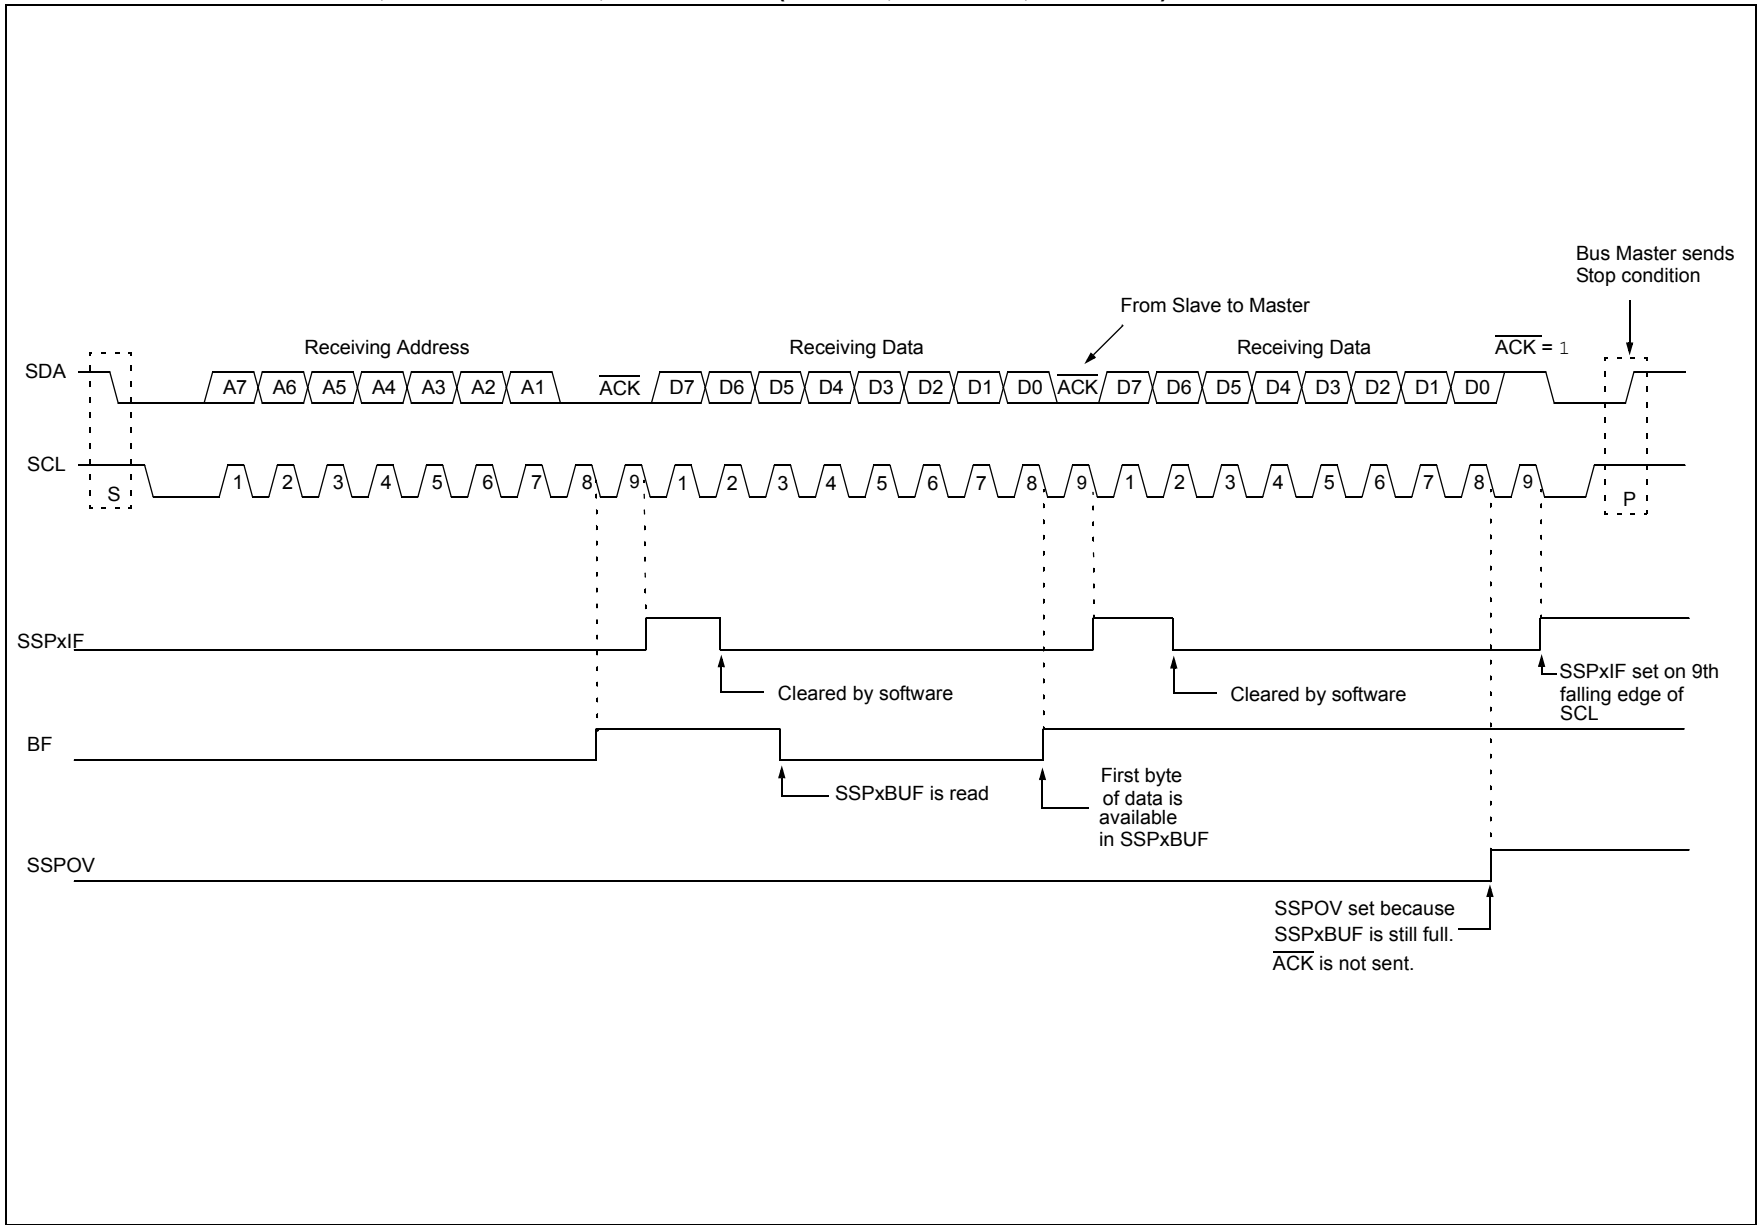 Bus Master sends
Stop condition
From Slave to Master
Receiving Address
Receiving Data
Receiving Data
ACK = 1
SDA
A7 A6 A5 A4 A3 A2 A1 ACK D7 D6 D5 D4 D3 D2 D1 D0 ACK D7 D6 D5 D4 D3 D2 D1 D0
SCL
S 1 2 3 4 5 6 7 8 9 1 2 3 4 5 6 7 8 9 1 2 3 4 5 6 7 8 9 P
SSPxIF
Cleared by software
Cleared by software
SSPxIF set on 9th
falling edge of
SCL
BF
SSPxBUF is read
First byte
of data is
available
in SSPxBUF
SSPOV
SSPOV set because
SSPxBUF is still full.
ACK is not sent.